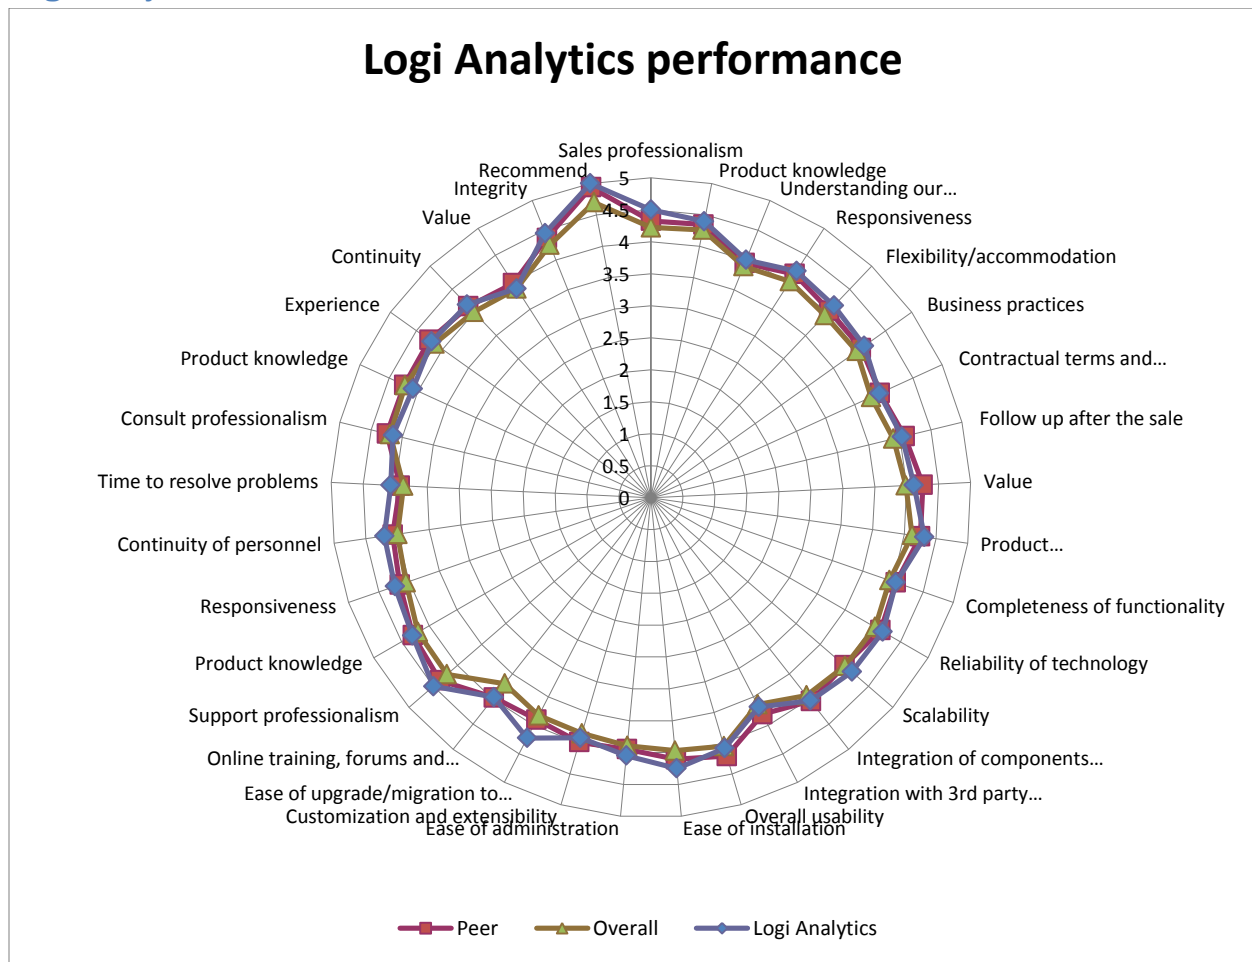 Logi Analytics performance
Sales professionalism
Product knowledge
Understanding our...
Responsiveness
Flexibility/accommodation
Business practices
Contractual terms and...
Follow up after the sale
Value
Product...
Completeness of functionality
Reliability of technology
Scalability
Integration of components...
Integration with 3rd party...
Overall usability
Ease of installation
Ease of administration
Customization and extensibility
Ease of upgrade/migration to...
Online training, forums and...
Support professionalism
Product knowledge
Responsiveness
Continuity of personnel
Time to resolve problems
Consult professionalism
Product knowledge
Experience
Continuity
Value
Integrity
Recommend
5
4.5
4
3.5
3
2.5
2
1.5
1
0.5
0
Peer Overall Logi Analytics